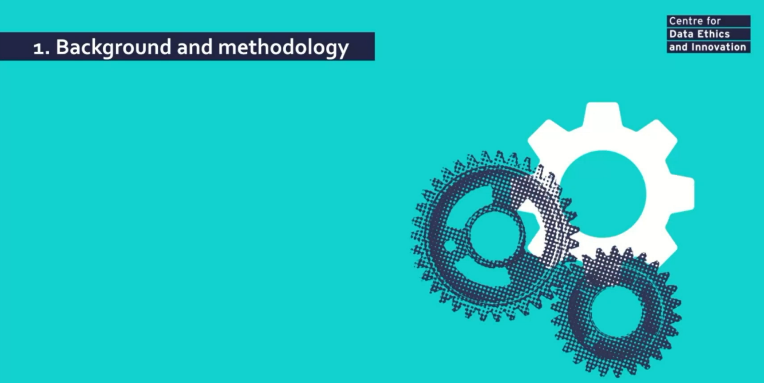 1. Background and methodology
Centre for
Data Ethics
and Innovation